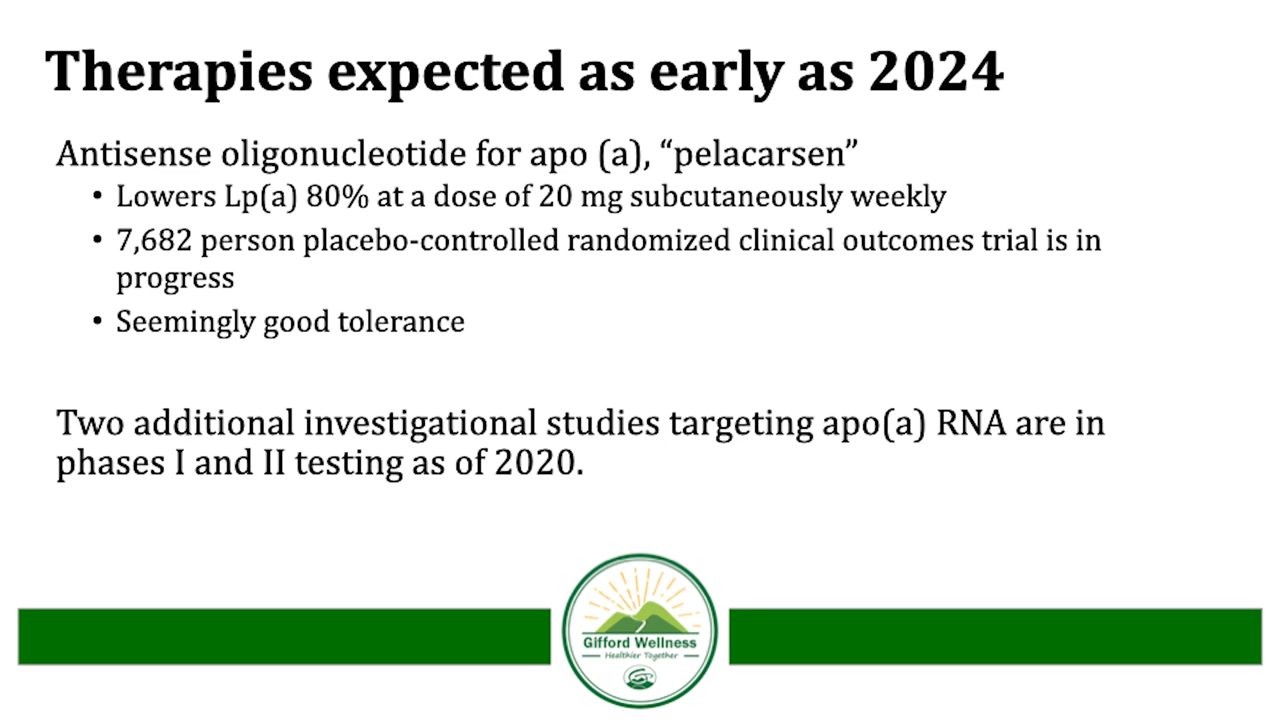 Therapies expected as early as 2024
Antisense oligonucleotide for apo (a), “pelacarsen”
• Lowers Lp(a) 80% at a dose of 20 mg subcutaneously weekly
• 7,682 person placebo-controlled randomized clinical outcomes trial is in
progress
• Seemingly good tolerance
Two additional investigational studies targeting apo(a) RNA are in
phases I and II testing as of 2020.
Gifford Wellness
Healthier Together